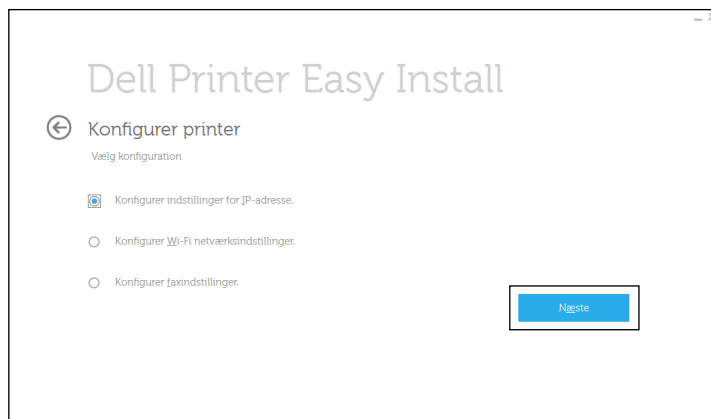 Dell Printer Easy Install
Konfigurer printer
Vælg konfiguration
Konfigurer indstillinger for IP-adresse.
Konfigurer Wi-Fi netværksindstillinger.
Konfigurer faxindstillinger.
Næste